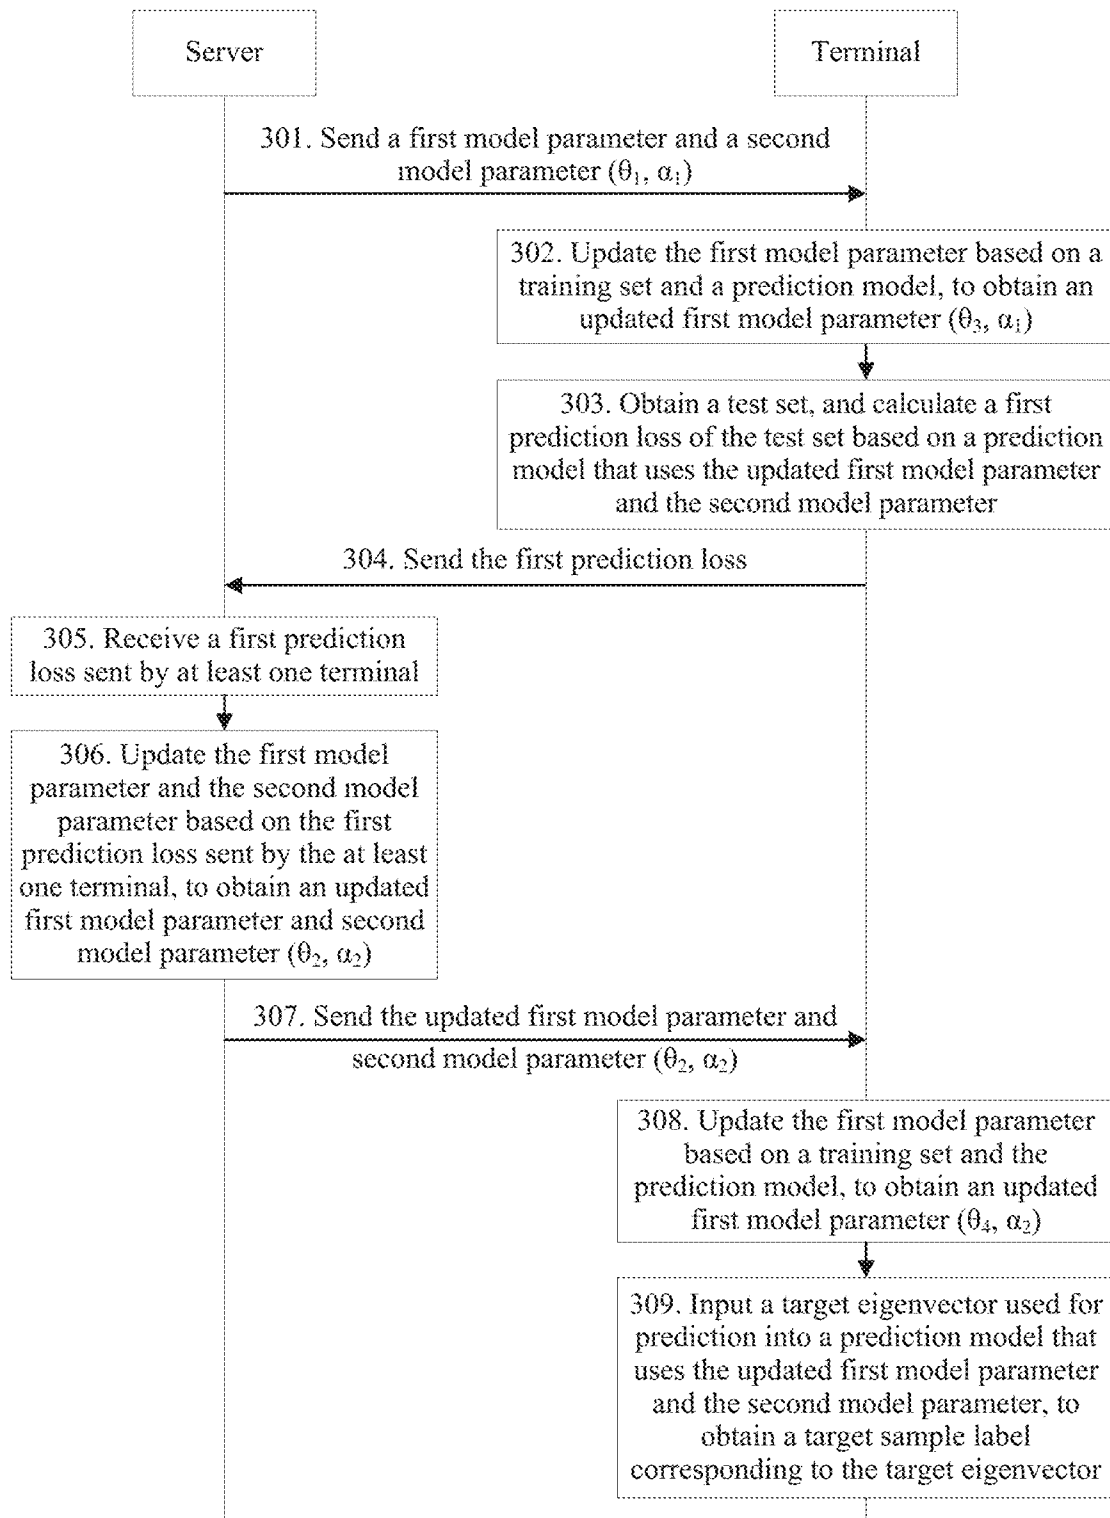 Server
Terminal
301. Send a first model parameter and a second
model parameter (θ₁, α₁)
302. Update the first model parameter based on a
training set and a prediction model, to obtain an
updated first model parameter (θ₃, α₁)
303. Obtain a test set, and calculate a first
prediction loss of the test set based on a prediction
model that uses the updated first model parameter
and the second model parameter
304. Send the first prediction loss
305. Receive a first prediction
loss sent by at least one terminal
306. Update the first model
parameter and the second model
parameter based on the first
prediction loss sent by the at least
one terminal, to obtain an updated
first model parameter and second
model parameter (θ₂, α₂)
307. Send the updated first model parameter and
second model parameter (θ₂, α₂)
308. Update the first model parameter
based on a training set and the
prediction model, to obtain an updated
first model parameter (θ₄, α₂)
309. Input a target eigenvector used for
prediction into a prediction model that
uses the updated first model parameter
and the second model parameter, to
obtain a target sample label
corresponding to the target eigenvector